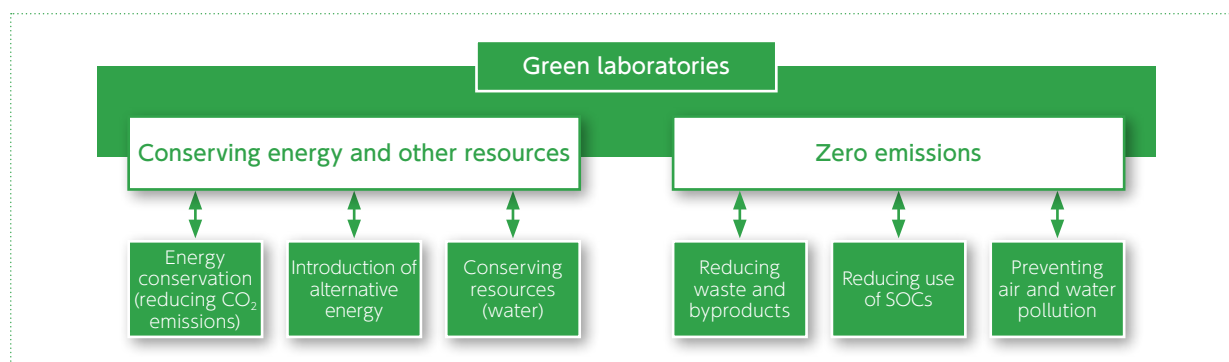 Green laboratories
Conserving energy and other resources
Zero emissions
Energy
conservation
(reducing CO₂
emissions)
Introduction of
alternative
energy
Conserving
resources
(water)
Reducing
waste and
byproducts
Reducing use
of SOCs
Preventing
air and water
pollution